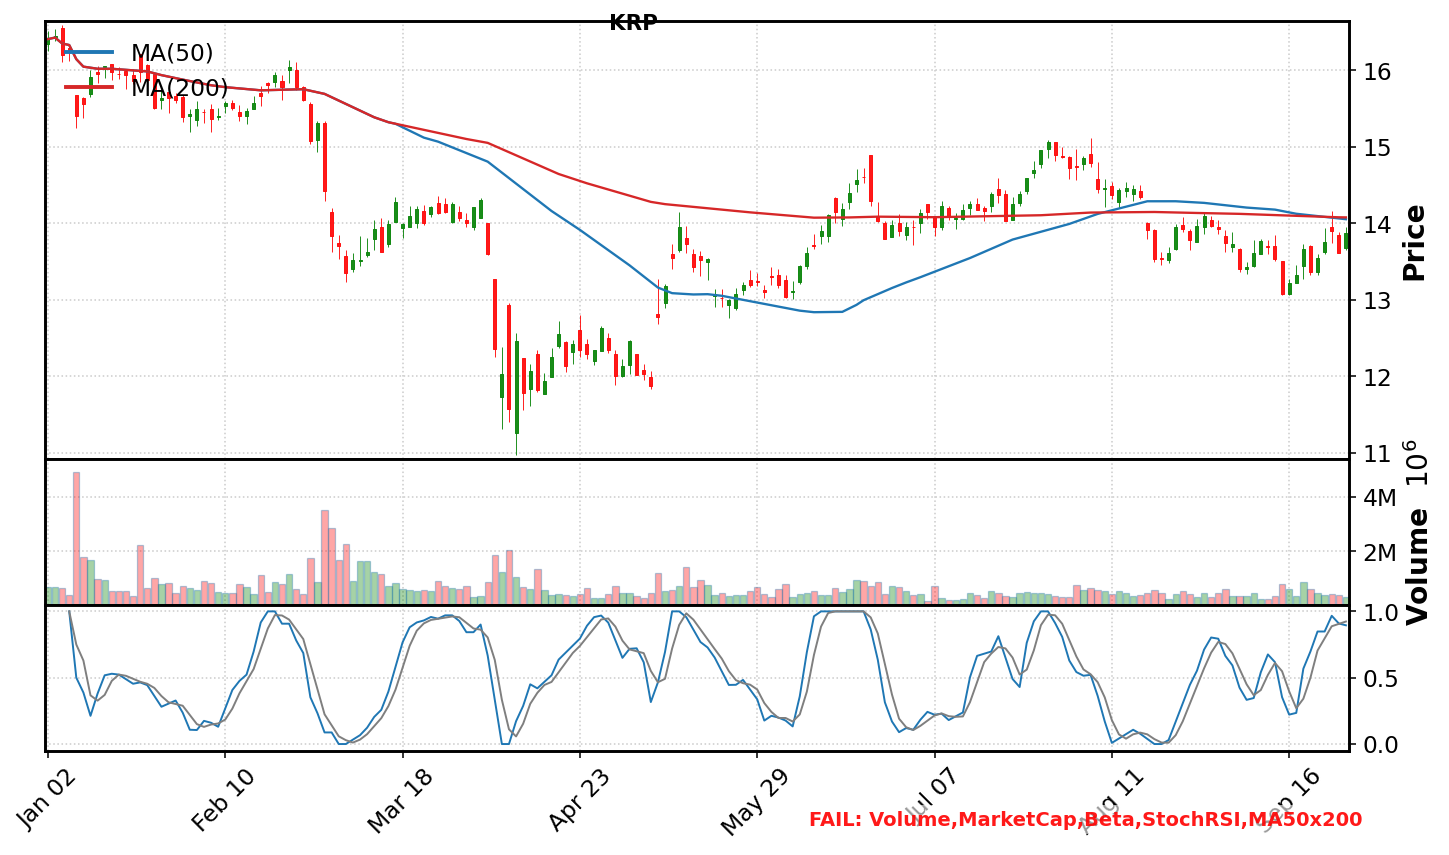 KRP
MA(50)
MA(200)
16
15
14
13
12
11
Price
4M
2M
Volume 10^6
1.0
0.5
0.0
Jan 02
Feb 10
Mar 18
Apr 23
May 29
Jul 07
Aug 11
Sep 16
FAIL: Volume,MarketCap,Beta,StochRSI,MA50x200